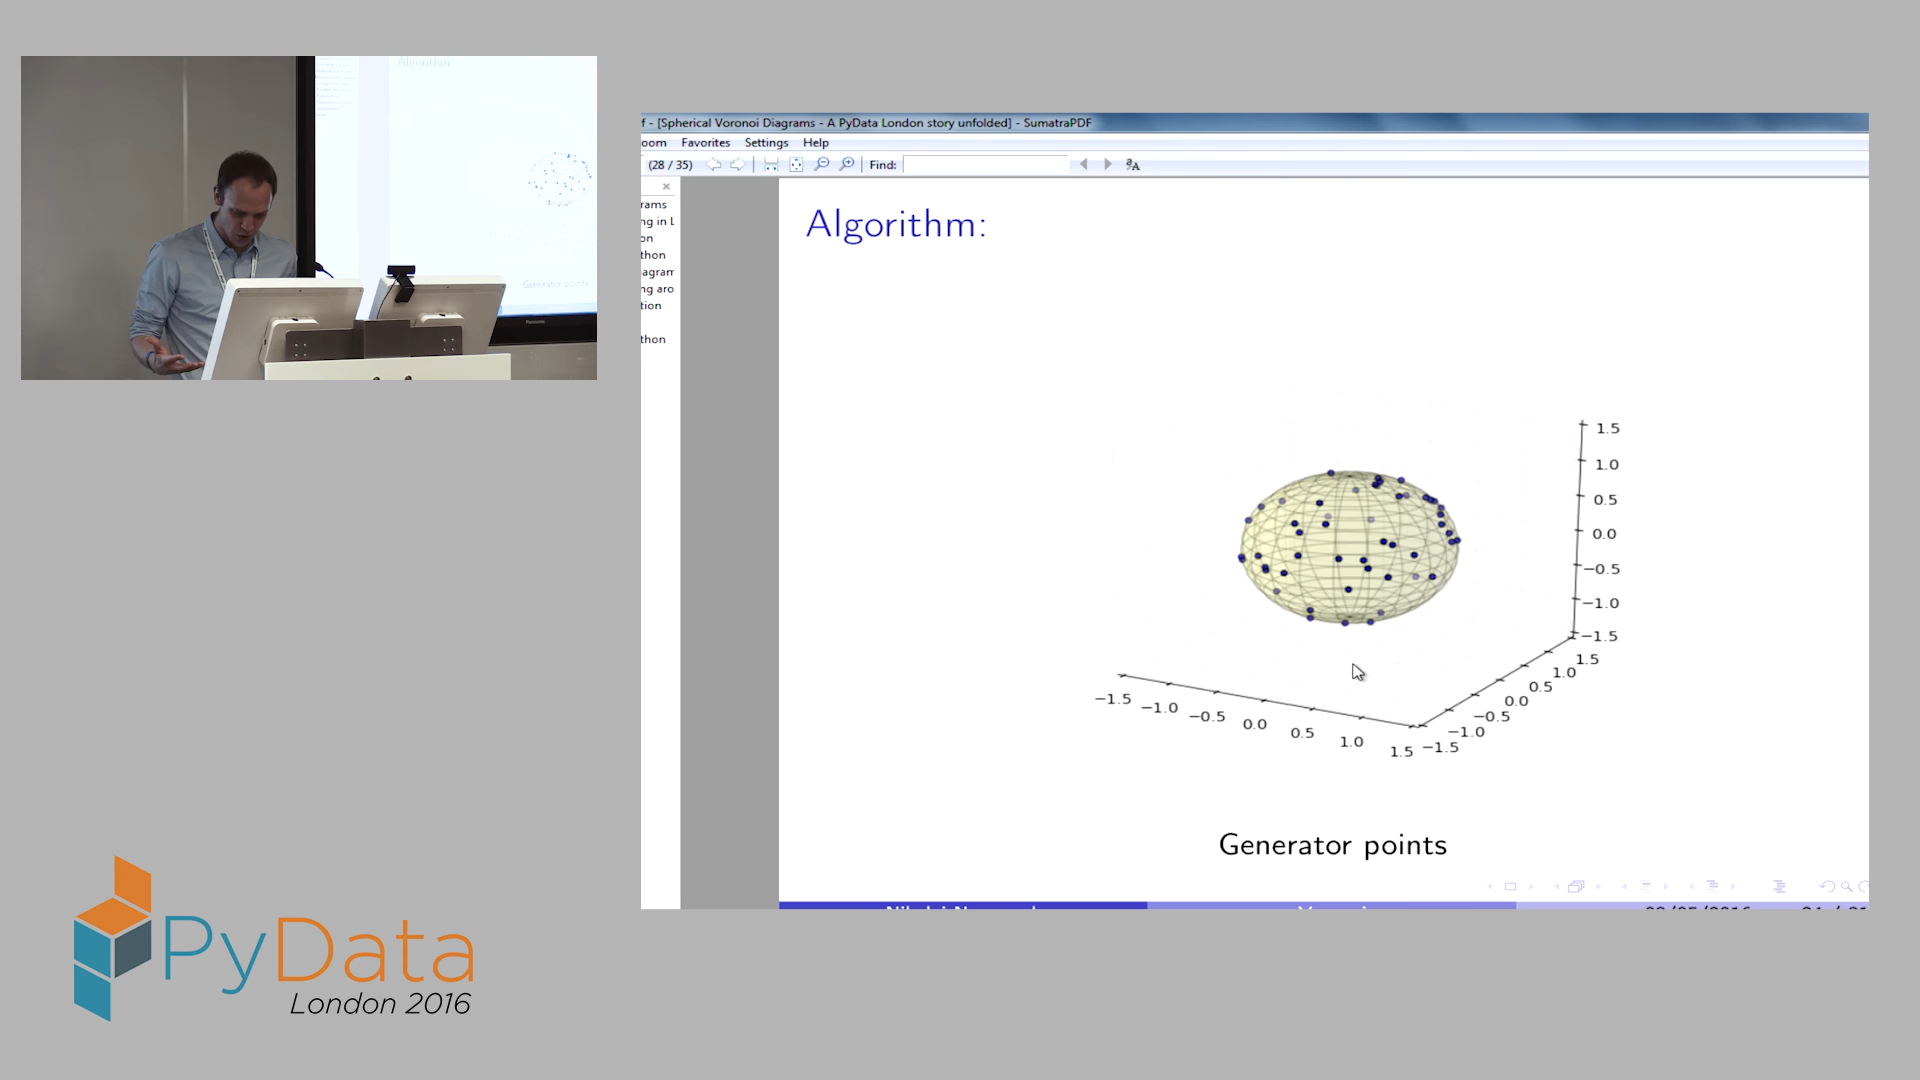 Algorithm
Generator points
f - [Spherical Voronoi Diagrams - A PyData London story unfolded] - SumatraPDF
oom Favorites Settings Help
(28 / 35) Find:
rams
ng in L
on
thon
agram
ng aro
tion
thon
Algorithm:
1.5
1.0
0.5
0.0
−0.5
−1.0
−1.5
1.5
1.0
0.5
0.0
−0.5
−1.0
−1.5
−1.5
−1.0
−0.5
0.0
0.5
1.0
1.5
Generator points
PyData
London 2016